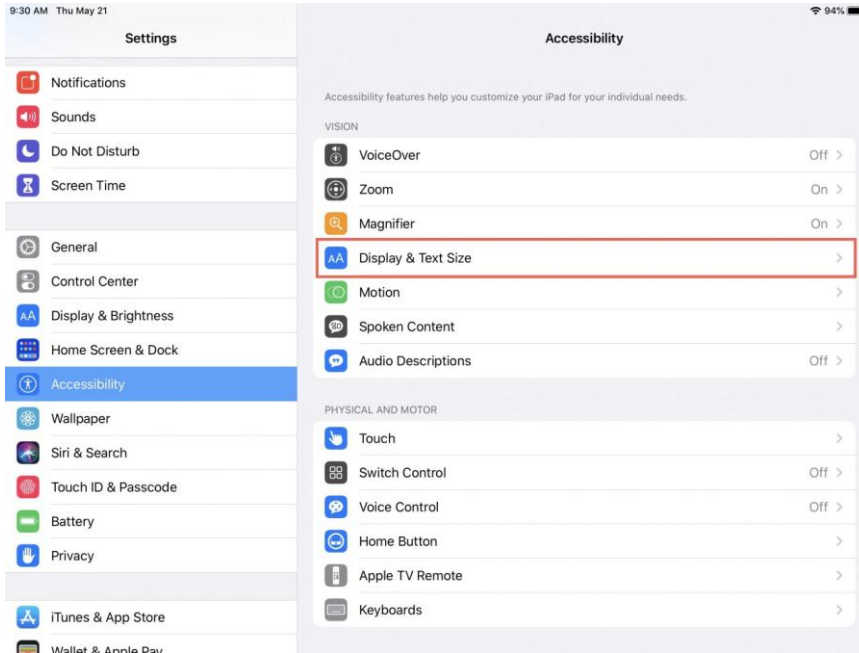 9:30 AM Thu May 21
94%
Settings
Notifications
Sounds
Do Not Disturb
Screen Time
General
Control Center
Display & Brightness
Home Screen & Dock
Accessibility
Wallpaper
Siri & Search
Touch ID & Passcode
Battery
Privacy
iTunes & App Store
Wallet & Apple Pay
Accessibility
Accessibility features help you customize your iPad for your individual needs.
VISION
VoiceOver Off
Zoom On
Magnifier On
AA Display & Text Size
Motion
Spoken Content
Audio Descriptions Off
PHYSICAL AND MOTOR
Touch
Switch Control Off
Voice Control Off
Home Button
Apple TV Remote
Keyboards